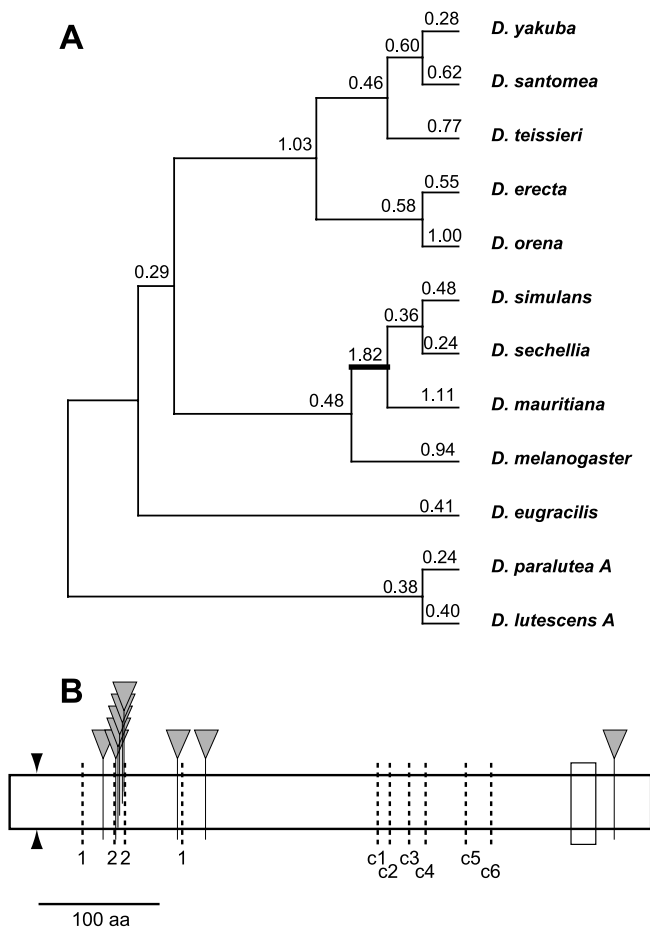 A
0.28
D. yakuba
0.60
0.62
D. santomea
0.46
0.77
D. teissieri
1.03
0.55
D. erecta
0.58
1.00
D. orena
0.29
0.48
D. simulans
0.36
0.24
D. sechellia
1.82
1.11
D. mauritiana
0.48
0.94
D. melanogaster
0.41
D. eugracilis
0.24
D. paralutea A
0.38
0.40
D. lutescens A
B
1 2 2 1 c1 c3 c5
c2 c4 c6
100 aa